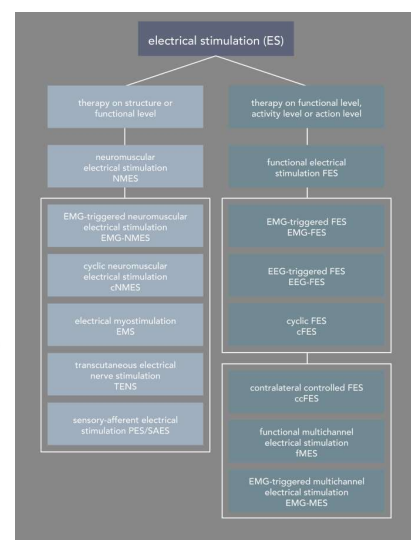 electrical stimulation (ES)
therapy on structure or
functional level
neuromuscular
electrical stimulation
NMES
EMG-triggered neuromuscular
electrical stimulation
EMG-NMES
cyclic neuromuscular
electrical stimulation
cNMES
electrical myostimulation
EMS
transcutaneous electrical
nerve stimulation
TENS
sensory-afferent electrical
stimulation PES/SAES
therapy on functional level,
activity level or action level
functional electrical
stimulation FES
EMG-triggered FES
EMG-FES
EEG-triggered FES
EEG-FES
cyclic FES
cFES
contralateral controlled FES
ccFES
functional multichannel
electrical stimulation
fMES
EMG-triggered multichannel
electrical stimulation
EMG-MES